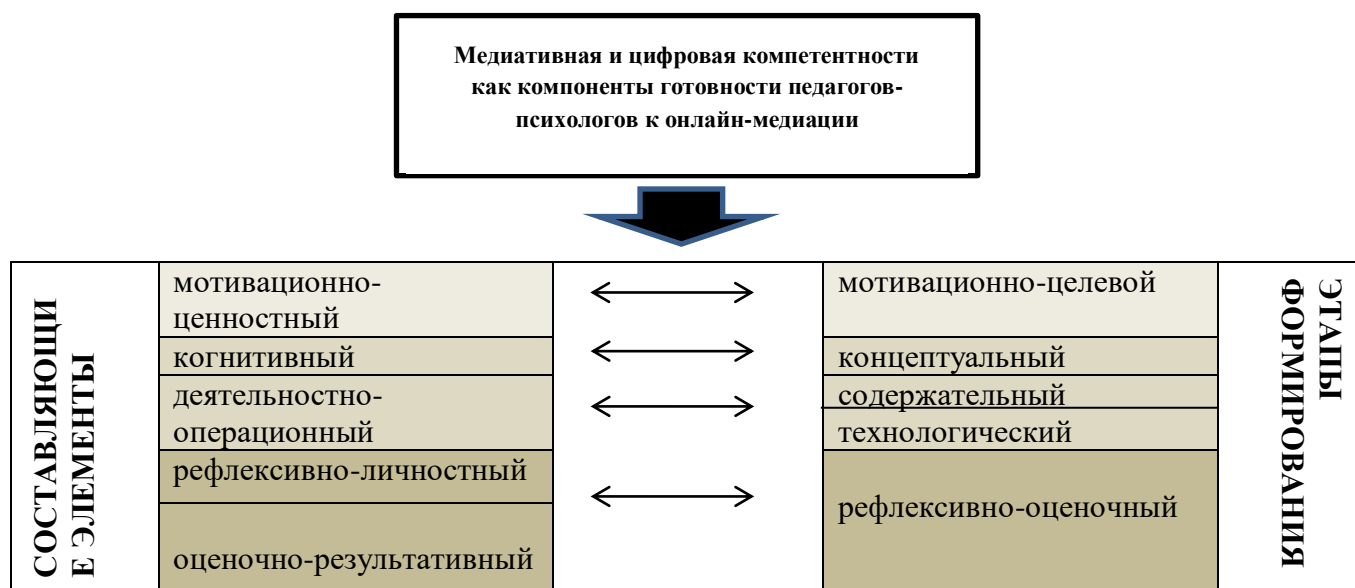 Медиативная и цифровая компетентности
как компоненты готовности педагогов-
психологов к онлайн-медиации
СОСТАВЛЯЮЩИ
Е ЭЛЕМЕНТЫ
мотивационно-
ценностный
когнитивный
деятельностно-
операционный
рефлексивно-личностный
оценочно-результативный
мотивационно-целевой
концептуальный
содержательный
технологический
рефлексивно-оценочный
ЭТАПЫ
ФОРМИРОВАНИЯ